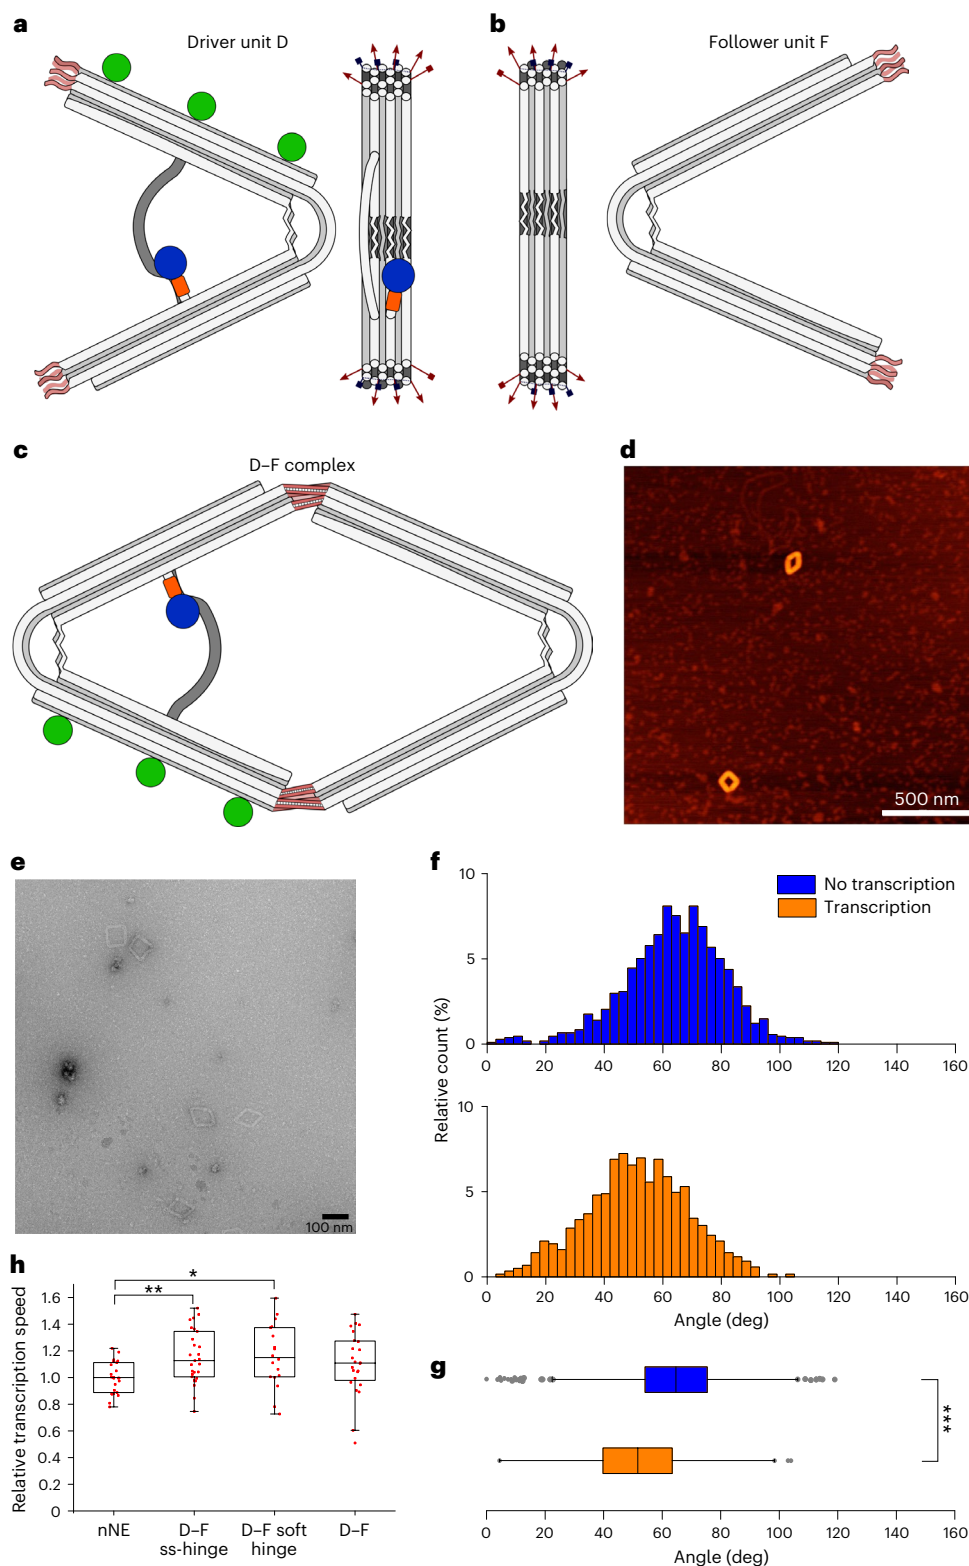 a
Driver unit D
b
Follower unit F
c
D–F complex
d
500 nm
e
100 nm
f
10
5
0
No transcription
Transcription
0 20 40 60 80 100 120 140 160
10
5
0
0 20 40 60 80 100 120 140 160
Relative count (%)
Angle (deg)
g
***
0 20 40 60 80 100 120 140 160
Angle (deg)
h
*
**
1.6
1.4
1.2
1.0
0.8
0.6
0.4
0.2
0
Relative transcription speed
nNE
D–F
ss-hinge
D–F soft
hinge
D–F